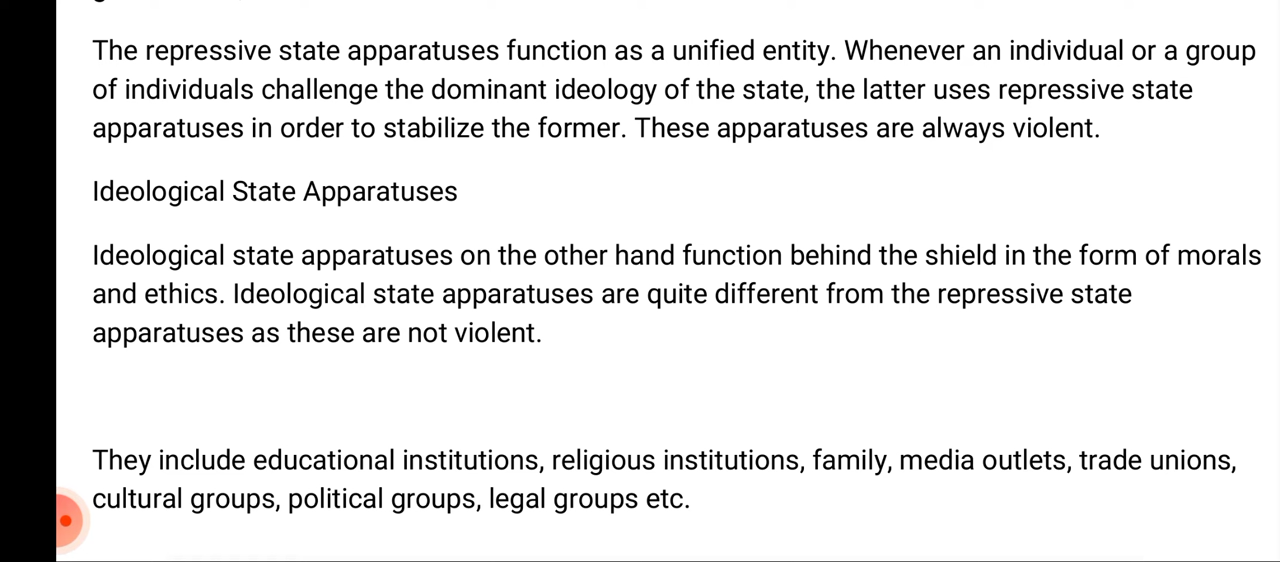 The repressive state apparatuses function as a unified entity. Whenever an individual or a group
of individuals challenge the dominant ideology of the state, the latter uses repressive state
apparatuses in order to stabilize the former. These apparatuses are always violent.
Ideological State Apparatuses
Ideological state apparatuses on the other hand function behind the shield in the form of morals
and ethics. Ideological state apparatuses are quite different from the repressive state
apparatuses as these are not violent.
They include educational institutions, religious institutions, family, media outlets, trade unions,
cultural groups, political groups, legal groups etc.